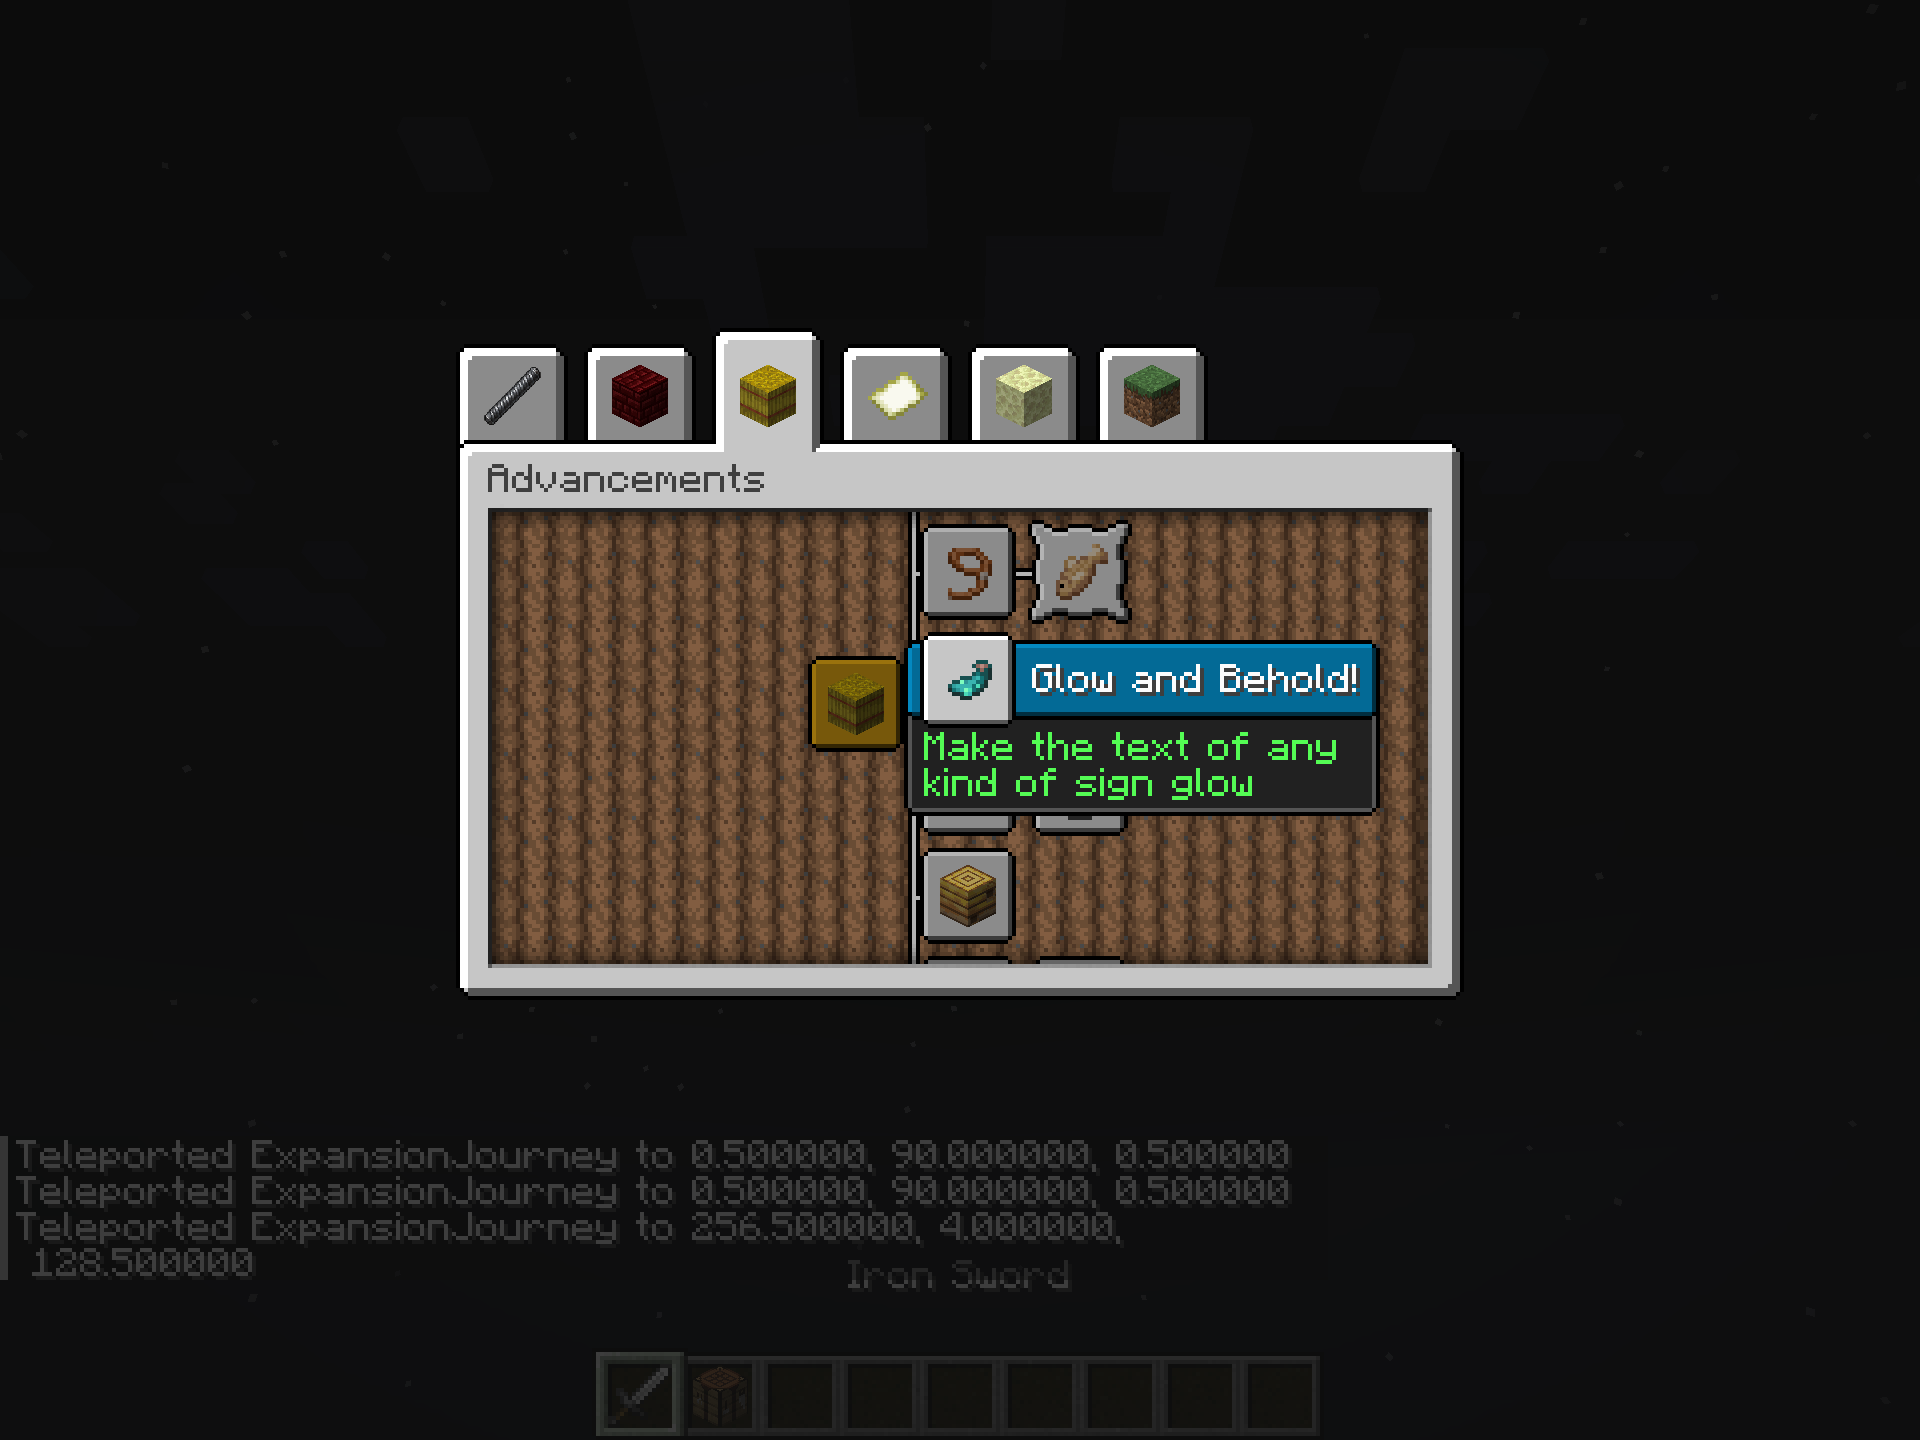 Advancements
Glow and Behold!
Make the text of any
kind of sign glow
Teleported ExpansionJourney to 0.500000, 90.000000, 0.500000
Teleported ExpansionJourney to 0.500000, 90.000000, 0.500000
Teleported ExpansionJourney to 256.500000, 4.000000,
128.500000
Iron Sword